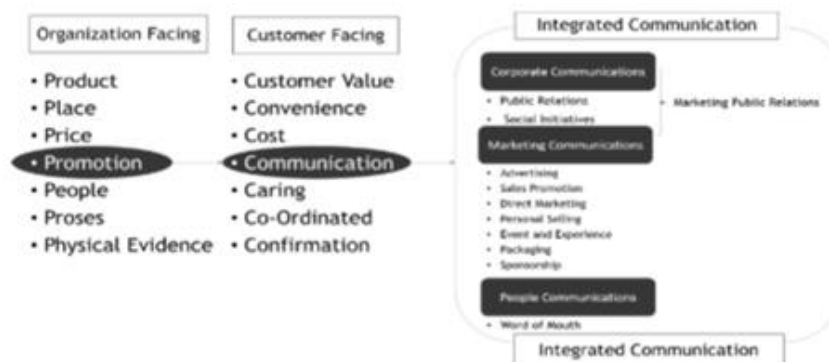 Organization Facing
• Product
• Place
• Price
• Promotion
• People
• Proses
• Physical Evidence
Customer Facing
• Customer Value
• Convenience
• Cost
• Communication
• Caring
• Co-Ordinated
• Confirmation
Integrated Communication
Corporate Communications
• Public Relations
• Social Initiatives
• Marketing Public Relations
Marketing Communications
• Advertising
• Sales Promotion
• Direct Marketing
• Personal Selling
• Event and Experience
• Packaging
• Sponsorship
People Communications
• Word of Mouth
Integrated Communication